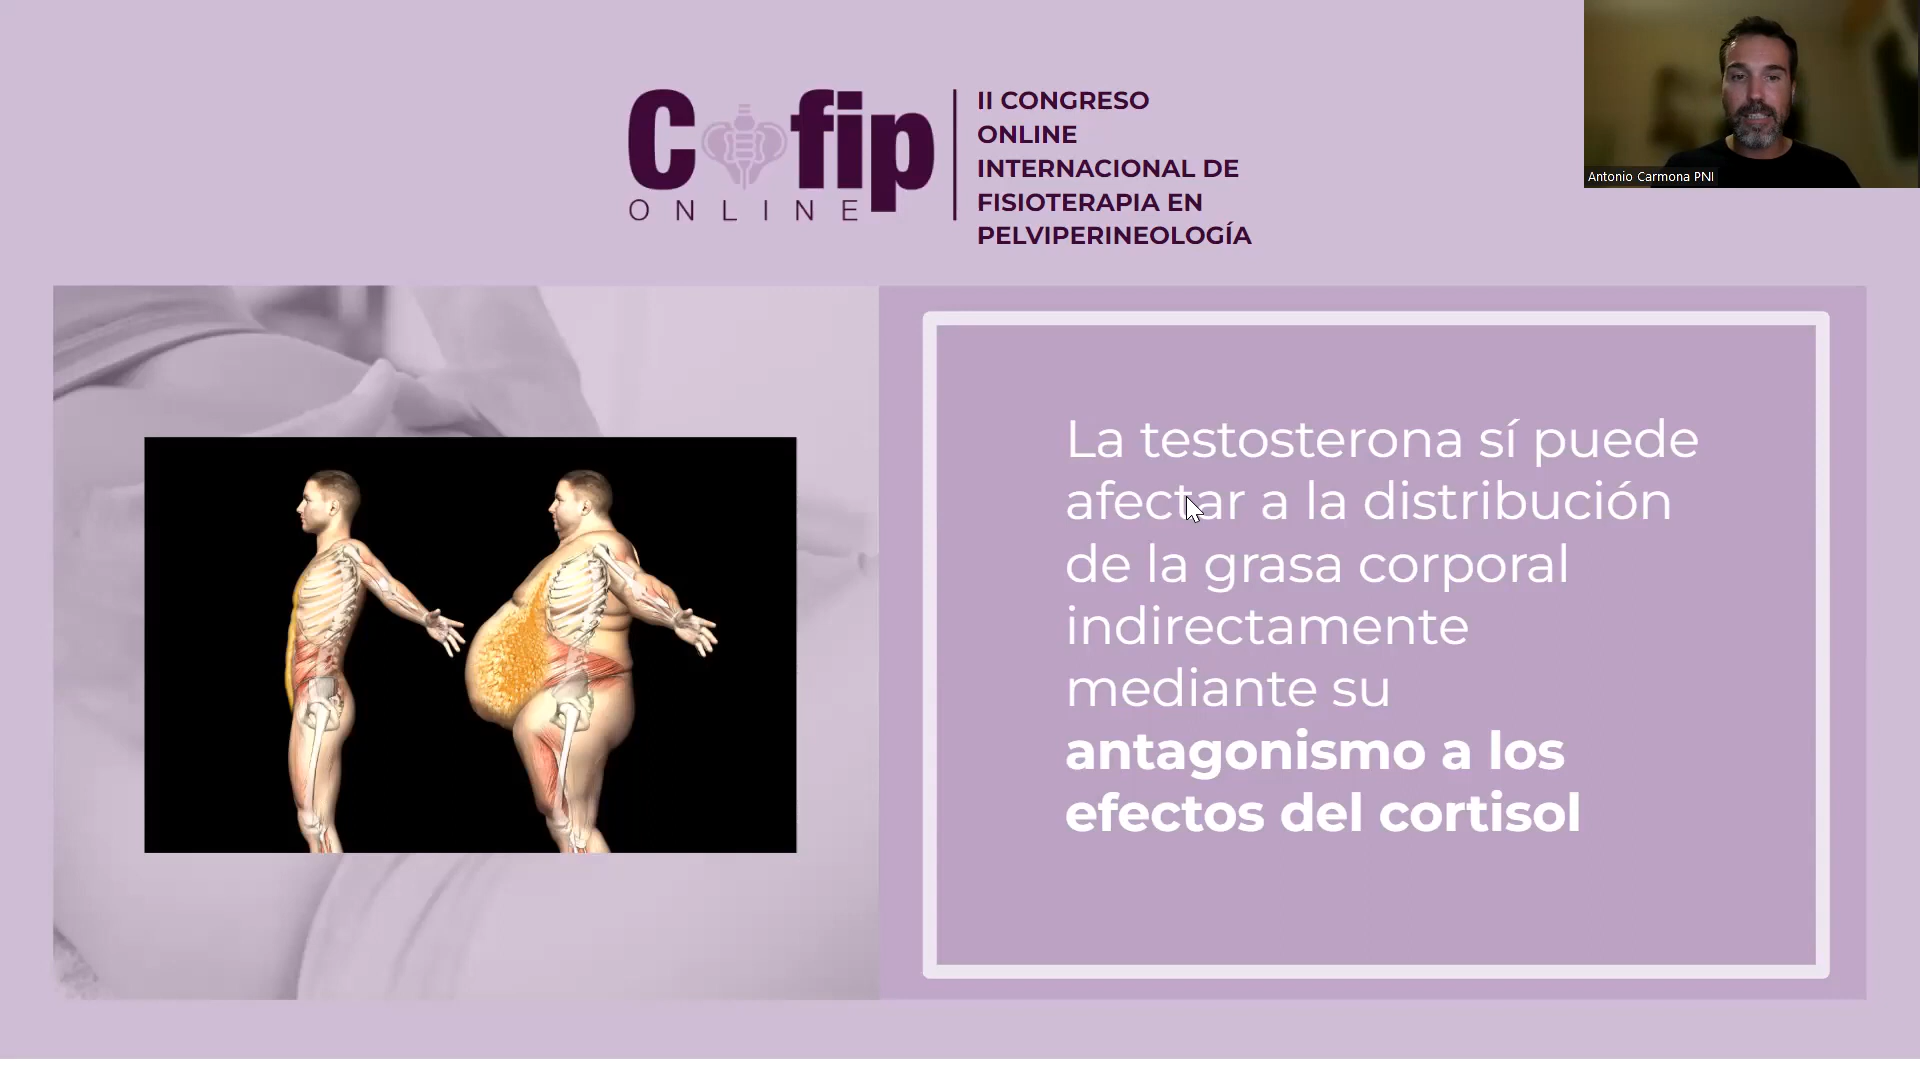 Cofip
ONLINE
II CONGRESO
ONLINE
INTERNACIONAL DE
FISIOTERAPIA EN
PELVIPERINEOLOGÍA
Antonio Carmona PNI
La testosterona sí puede
afectar a la distribución
de la grasa corporal
indirectamente
mediante su
antagonismo a los
efectos del cortisol